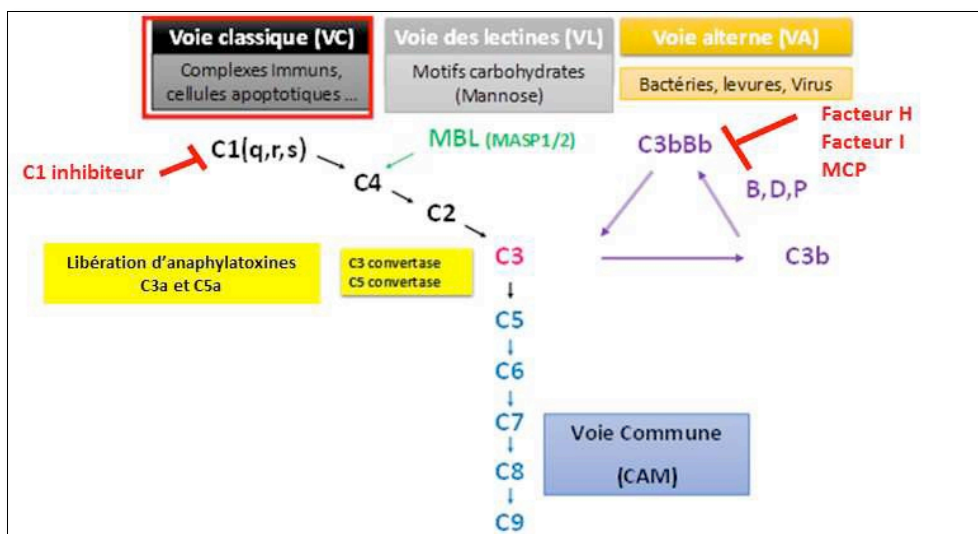 Voie classique (VC)
Complexes Immuns,
cellules apoptotiques ...
Voie des lectines (VL)
Motifs carbohydrates
(Mannose)
Voie alterne (VA)
Bactéries, levures, Virus
C1 inhibiteur
C1(q,r,s)
MBL (MASP1/2)
C4
C2
C3bBb
Facteur H
Facteur I
MCP
B,D,P
Libération d'anaphylatoxines
C3a et C5a
C3 convertase
C5 convertase
C3
C3b
C5
C6
C7
C8
C9
Voie Commune
(CAM)